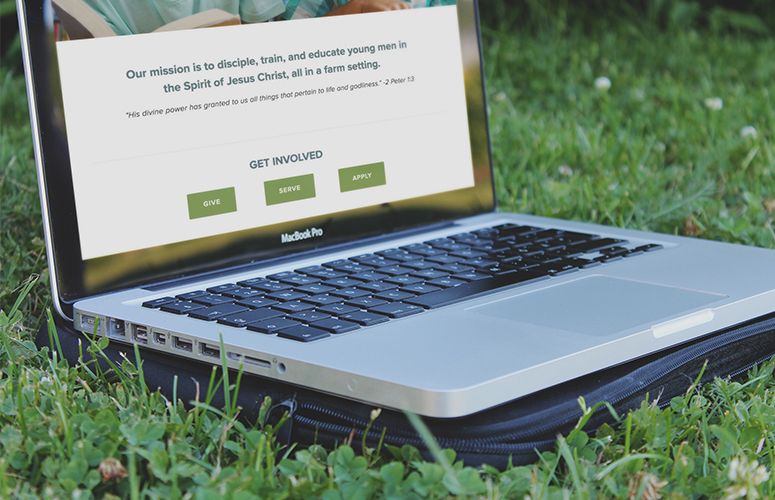 Our mission is to disciple, train, and educate young men in
the Spirit of Jesus Christ, all in a farm setting.
"His divine power has granted to us all things that pertain to life and godliness." -2 Peter 1:3
GET INVOLVED
GIVE
SERVE
APPLY
MacBook Pro